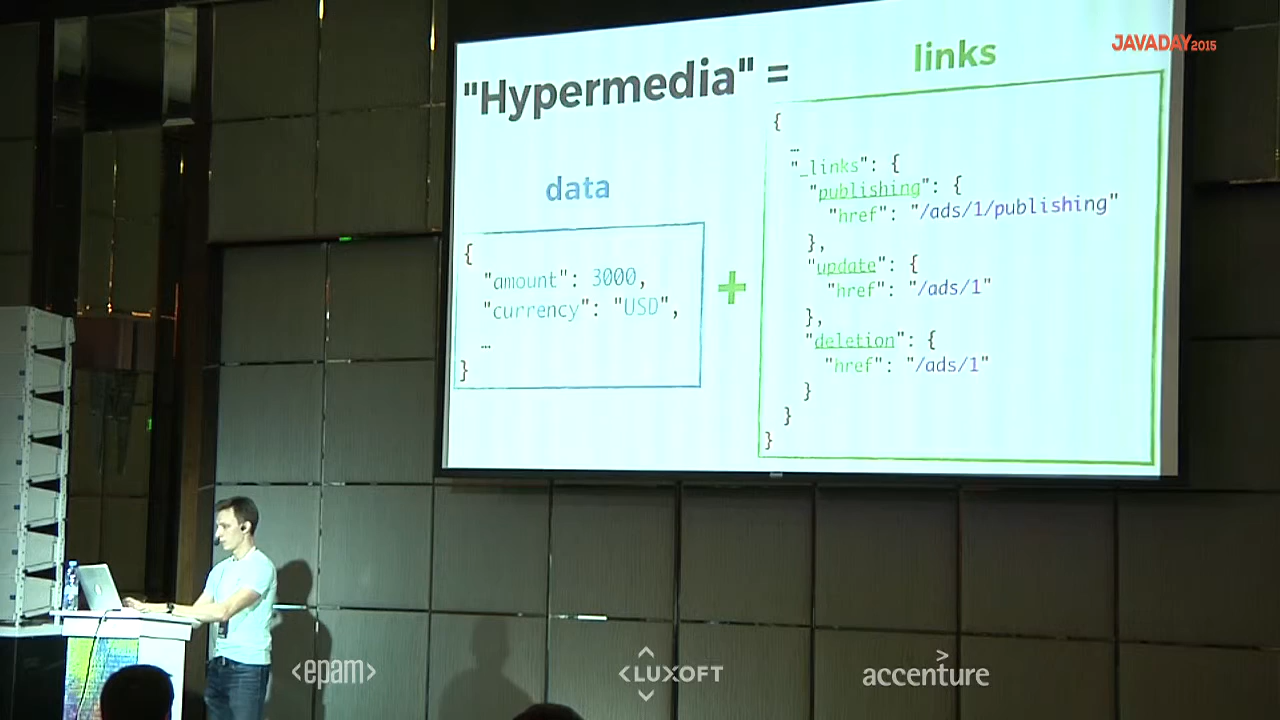 JAVADAY2015
"Hypermedia" =
data
{
"amount": 3000,
"currency": "USD",
…
}
+
links
{
…
"_links": {
"publishing": {
"href": "/ads/1/publishing"
},
"update": {
"href": "/ads/1"
},
"deletion": {
"href": "/ads/1"
}
}
}
<epam>
LUXOFT
accenture